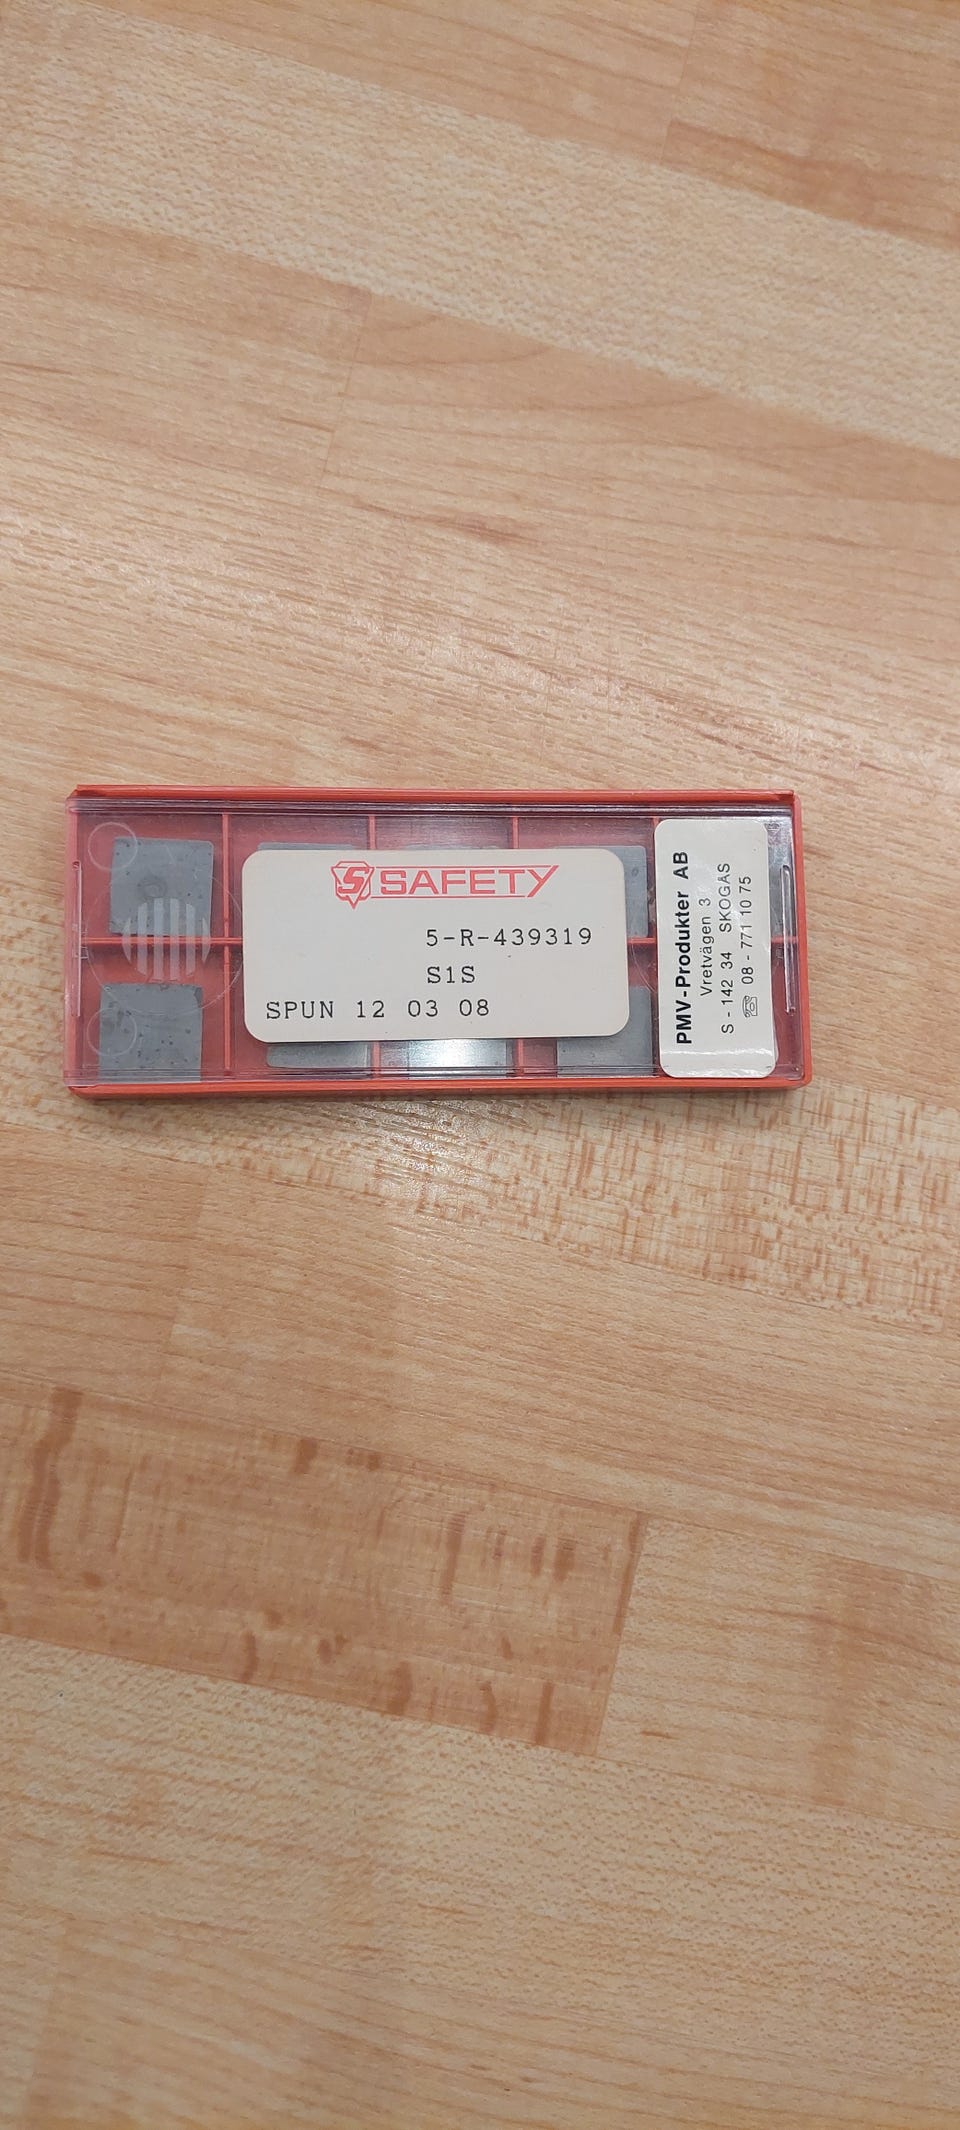 SAFETY
5-R-439319
S1S
SPUN 12 03 08
PMV-Produkter AB
Vretvägen 3
S - 142 34 SKOGÅS
☏ 08 - 771 10 75